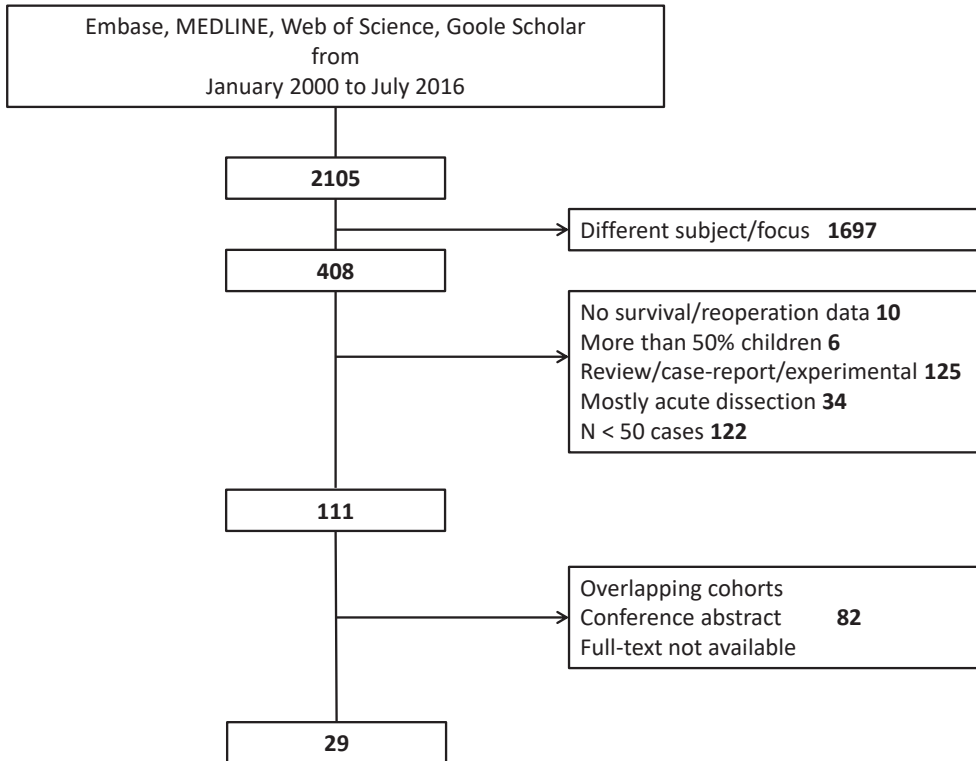 Embase, MEDLINE, Web of Science, Goole Scholar
from
January 2000 to July 2016
2105
Different subject/focus 1697
408
No survival/reoperation data 10
More than 50% children 6
Review/case-report/experimental 125
Mostly acute dissection 34
N < 50 cases 122
111
Overlapping cohorts
Conference abstract 82
Full-text not available
29